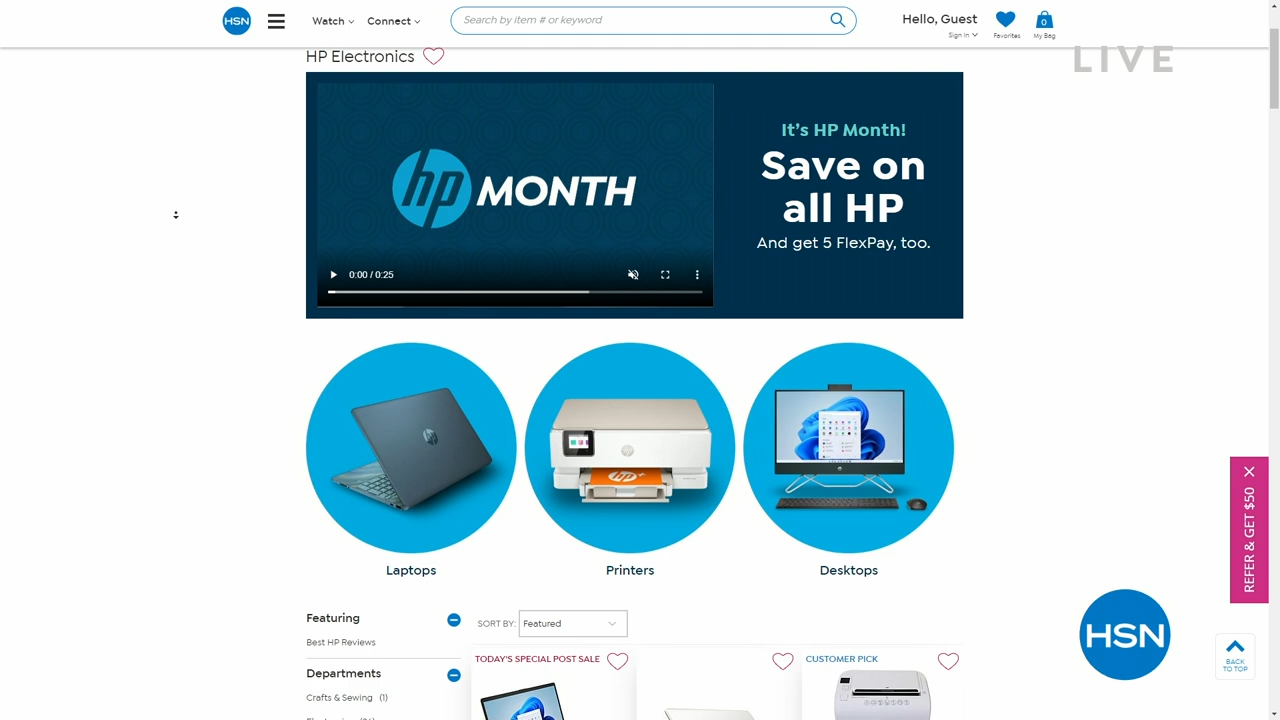 HSN
Watch
Connect
Search by item # or keyword
Hello, Guest
Sign In
Favorites
0
My Bag
HP Electronics
LIVE
hp MONTH
0:00 / 0:25
It's HP Month!
Save on
all HP
And get 5 FlexPay, too.
hp
Laptops
Printers
Desktops
REFER & GET $50
Featuring
SORT BY:
Featured
Best HP Reviews
HSN
BACK
TO TOP
TODAY'S SPECIAL POST SALE
CUSTOMER PICK
Departments
Crafts & Sewing (1)